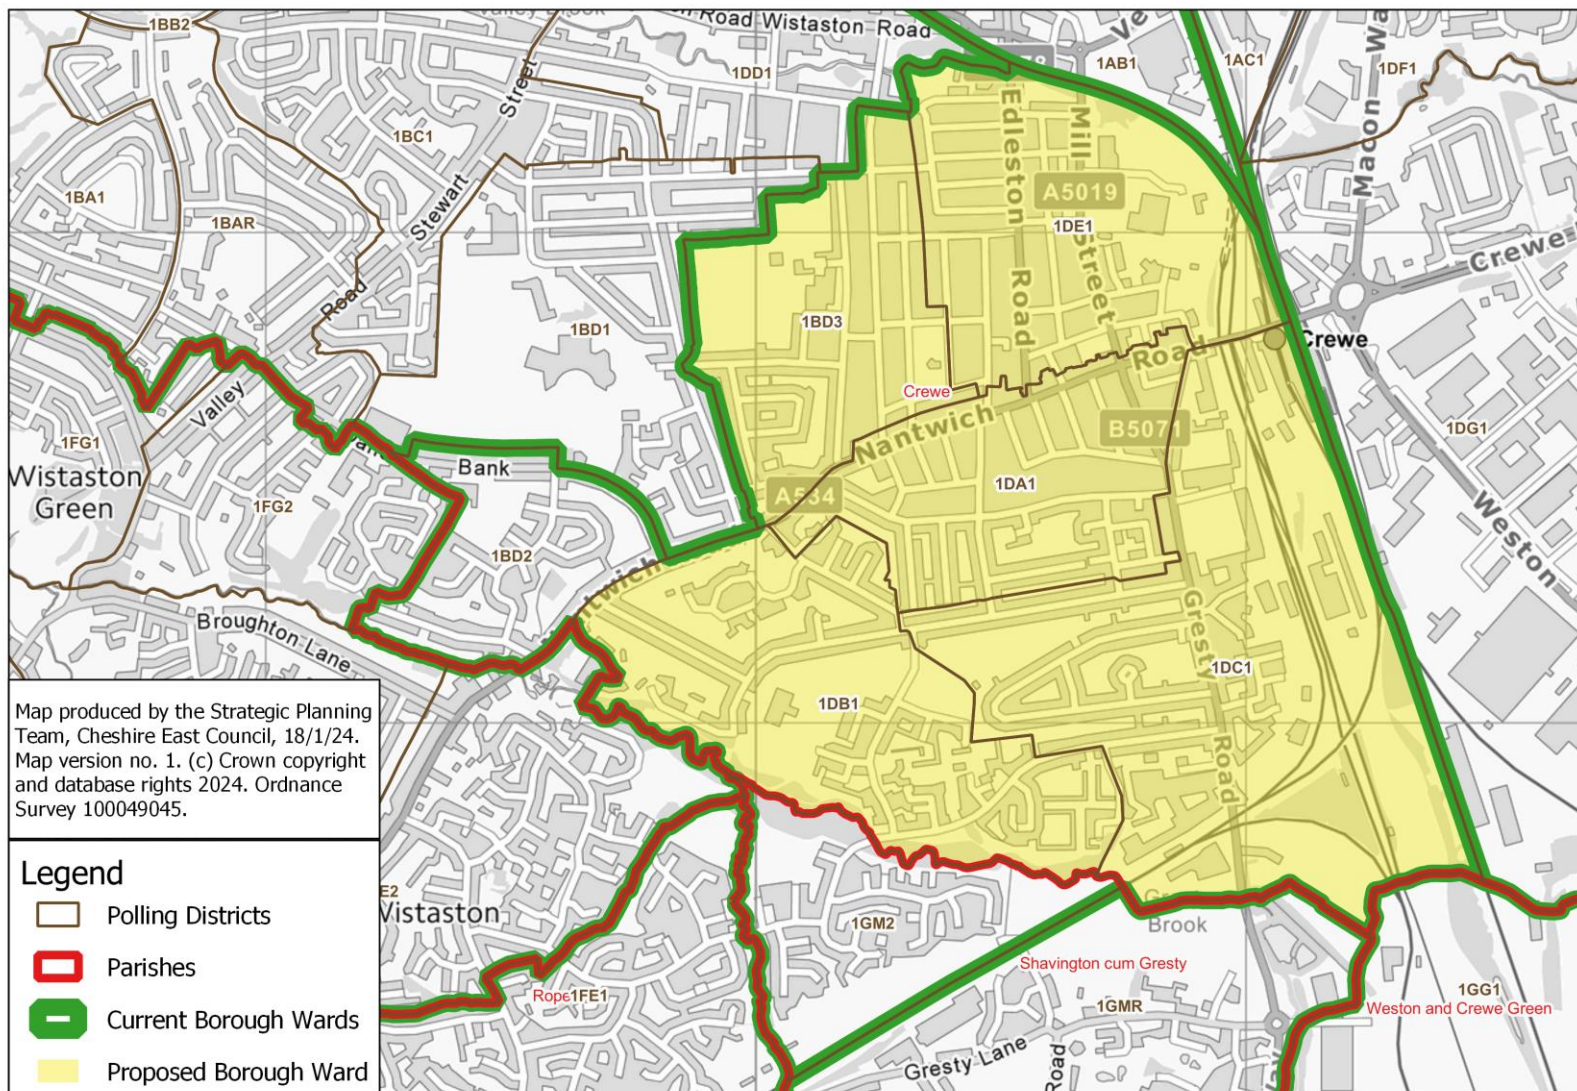 1BB2
Road Wistaston Road
1DD1
1AB1
1AC1
1DF1
Macon Wa
1BC1
Stewart
Street
Edleston
Road
Mill
Street
A5019
1DE1
1BA1
1BAR
Crewe
Road
1BD1
1BD3
Crewe
Road
Crewe
Nantwich
B5071
1DG1
Valley
1FG1
Wistaston
Green
Bank
A534
1DA1
Weston
1FG2
1BD2
Broughton Lane
Gresty
Road
1DC1
1DB1
Map produced by the Strategic Planning
Team, Cheshire East Council, 18/1/24.
Map version no. 1. (c) Crown copyright
and database rights 2024. Ordnance
Survey 100049045.
Legend
Polling Districts
Parishes
Current Borough Wards
Proposed Borough Ward
E2
Wistaston
1GM2
Brook
Shavington cum Gresty
Rope
1FE1
1GMR
1GG1
Weston and Crewe Green
Gresty Lane
Road